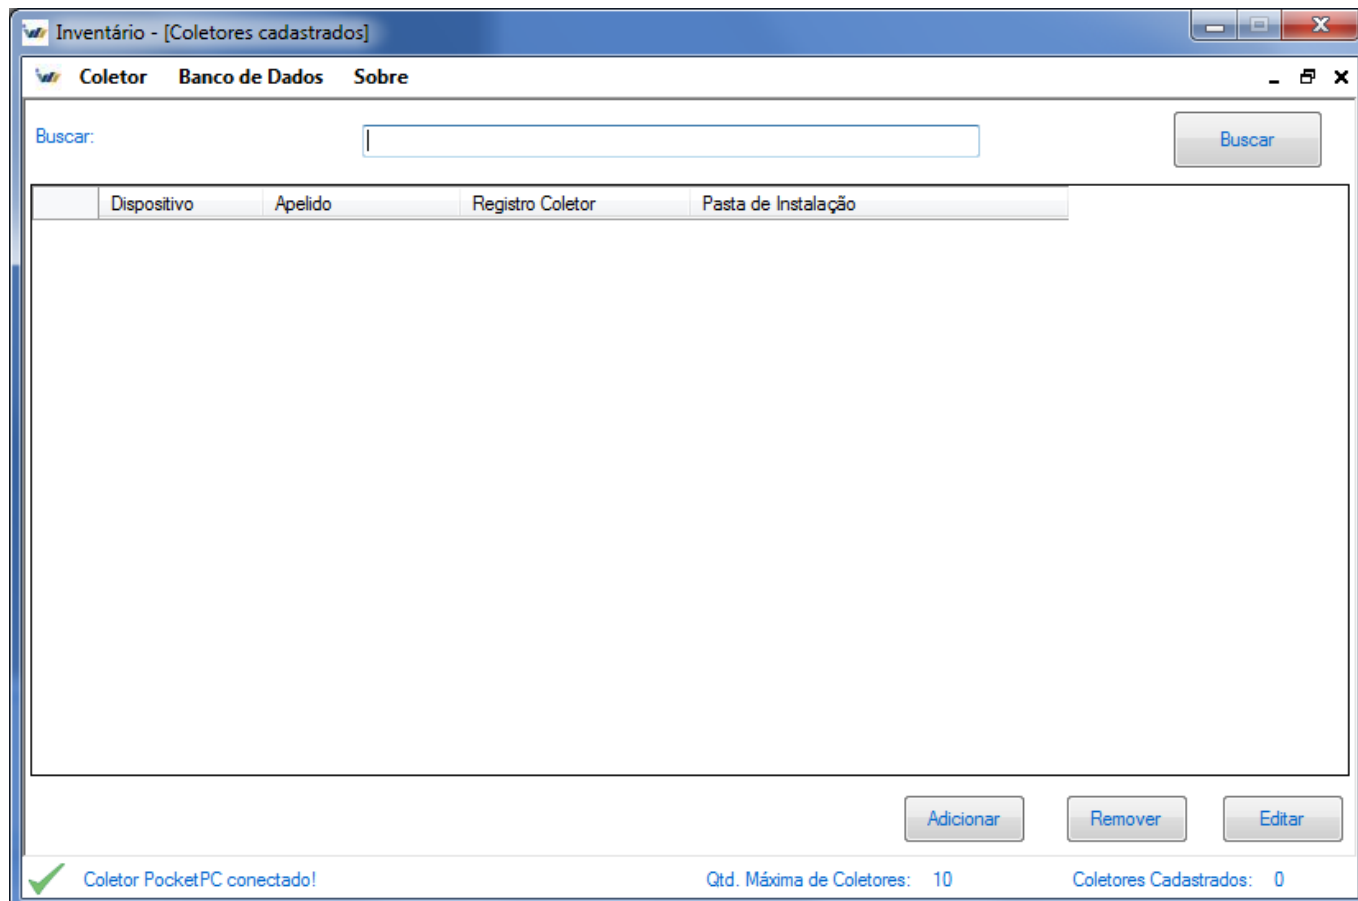 Inventário - [Coletores cadastrados]
Coletor Banco de Dados Sobre
Buscar: Buscar
Dispositivo Apelido Registro Coletor Pasta de Instalação
Adicionar Remover Editar
Coletor PocketPC conectado! Qtd. Máxima de Coletores: 10 Coletores Cadastrados: 0